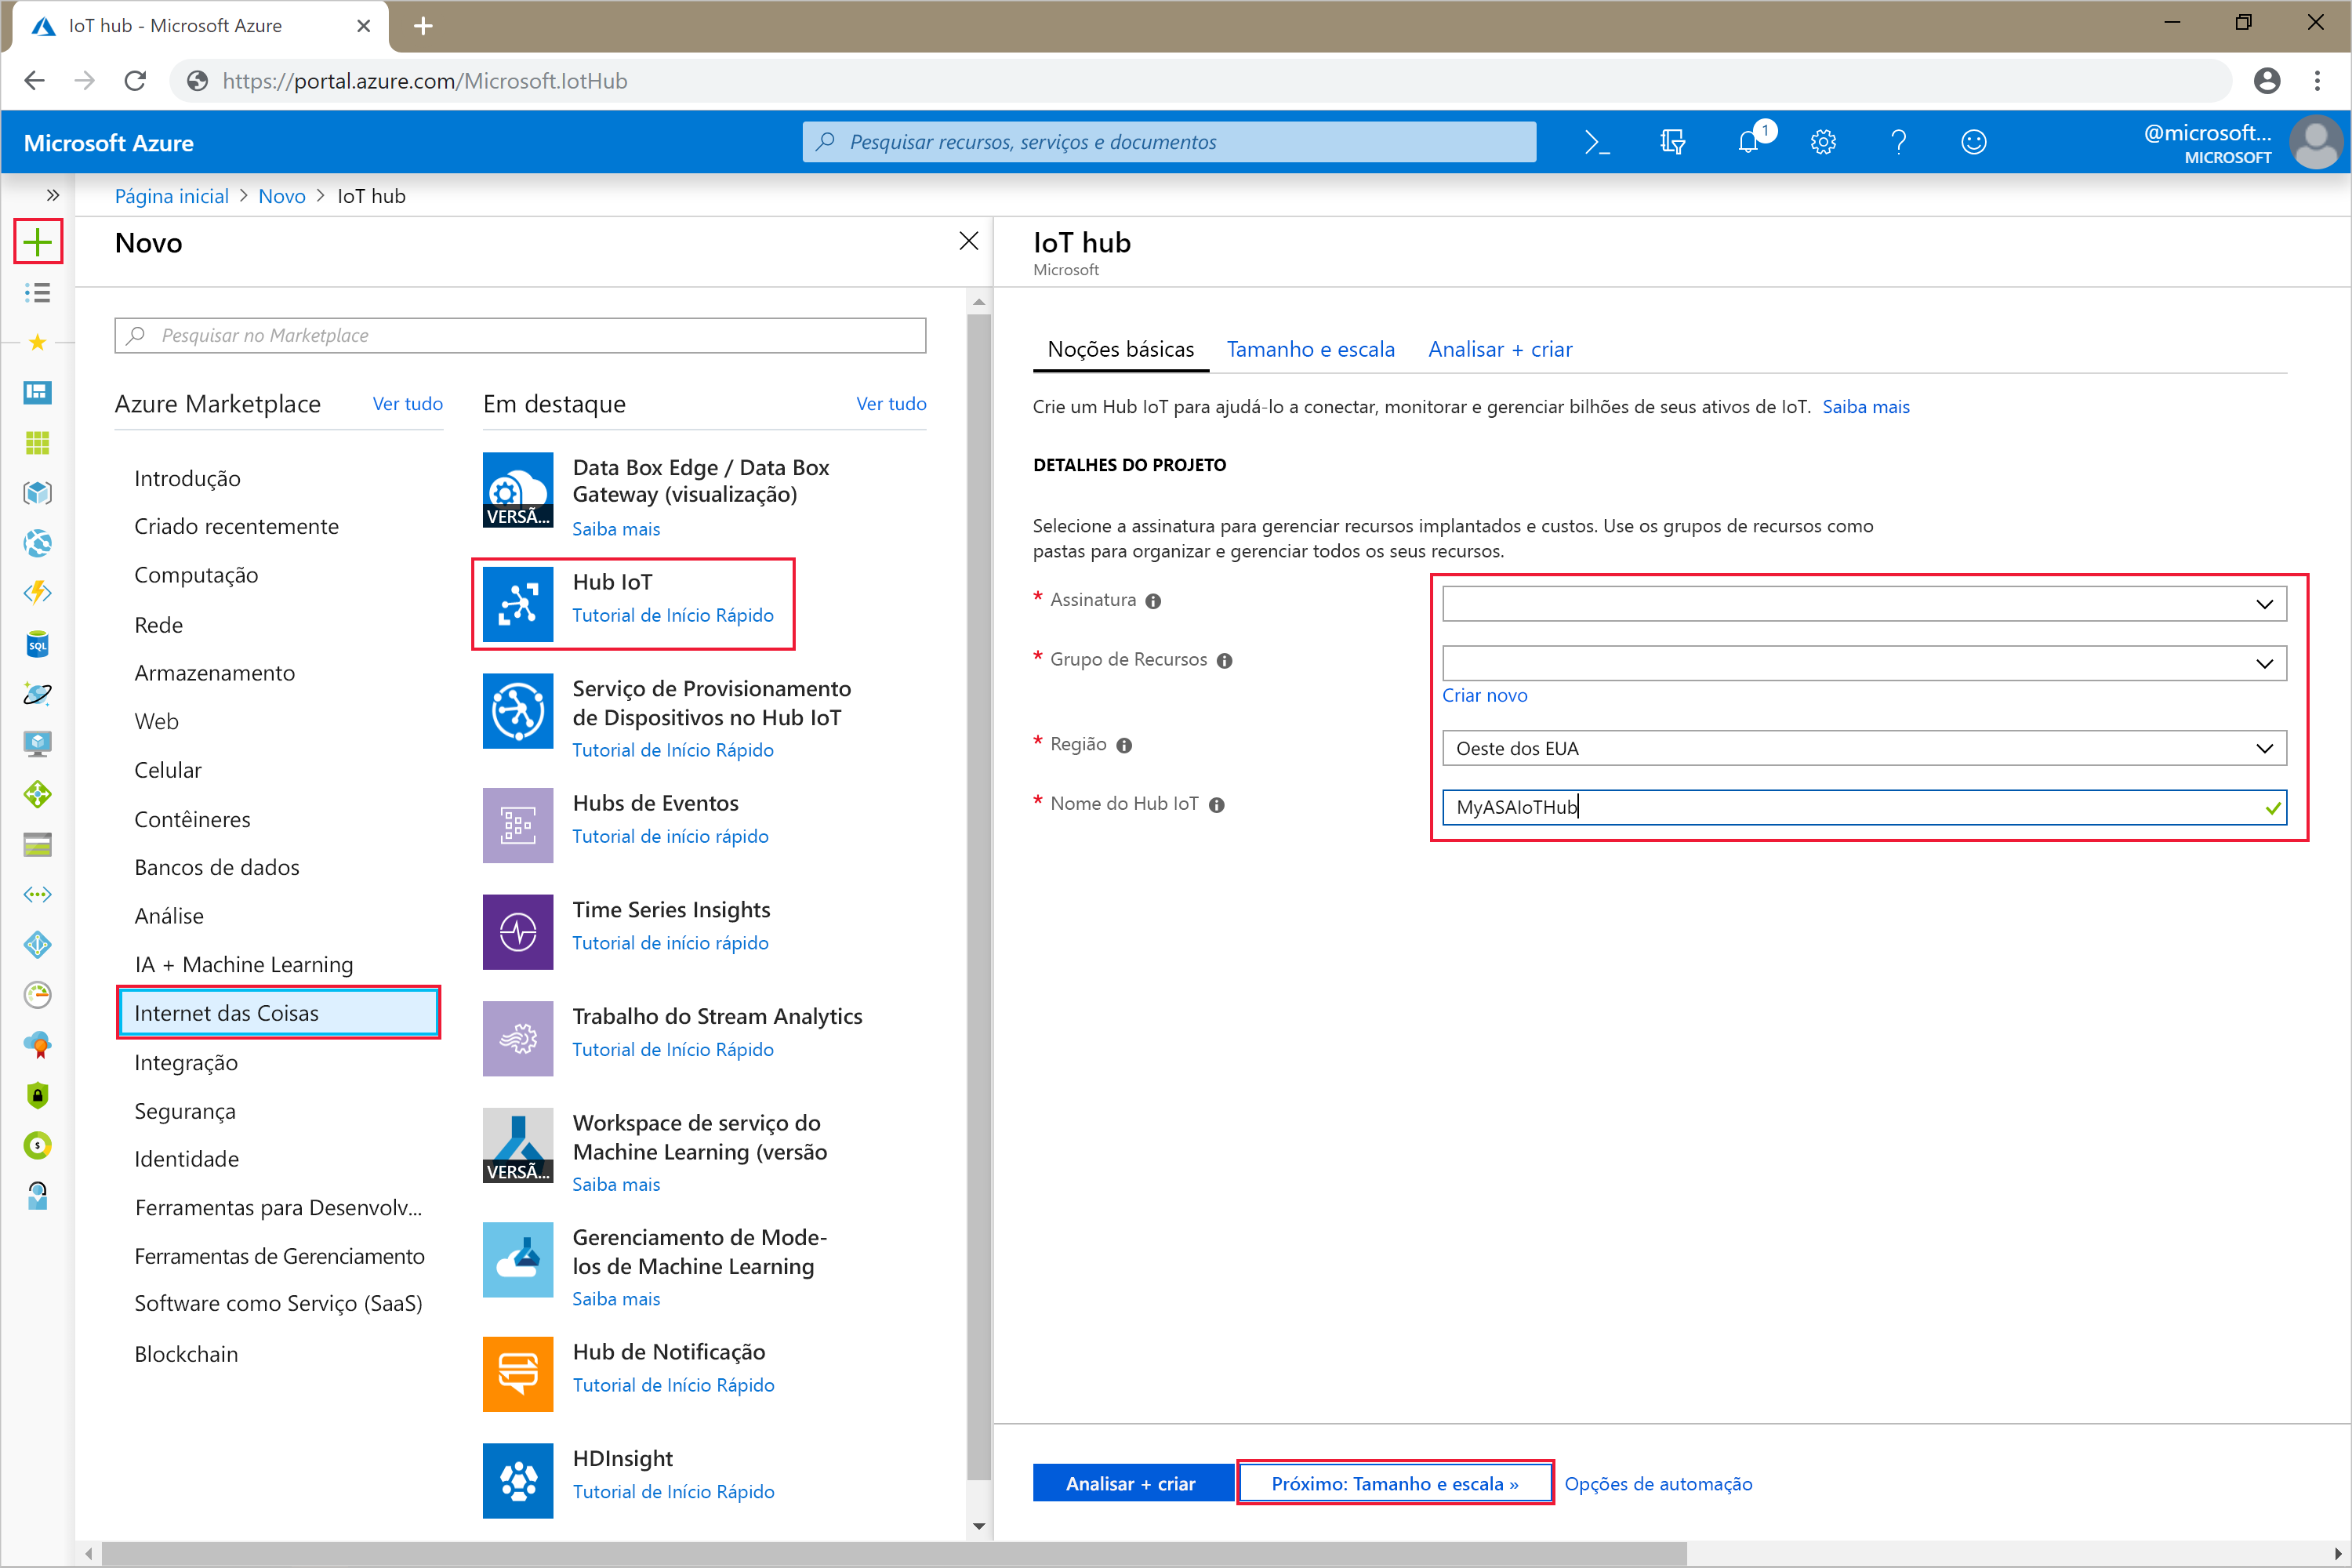 IoT hub - Microsoft Azure
https://portal.azure.com/Microsoft.IotHub
Microsoft Azure
Pesquisar recursos, serviços e documentos
1
@microsoft...
MICROSOFT
Página inicial > Novo > IoT hub
Novo
Pesquisar no Marketplace
Azure Marketplace
Ver tudo
Introdução
Criado recentemente
Computação
Rede
Armazenamento
Web
Celular
Contêineres
Bancos de dados
Análise
IA + Machine Learning
Internet das Coisas
Integração
Segurança
Identidade
Ferramentas para Desenvolv...
Ferramentas de Gerenciamento
Software como Serviço (SaaS)
Blockchain
SQL
Em destaque
Ver tudo
VERSÃ...
Data Box Edge / Data Box
Gateway (visualização)
Saiba mais
Hub IoT
Tutorial de Início Rápido
Serviço de Provisionamento
de Dispositivos no Hub IoT
Tutorial de Início Rápido
Hubs de Eventos
Tutorial de início rápido
Time Series Insights
Tutorial de início rápido
Trabalho do Stream Analytics
Tutorial de Início Rápido
VERSÃ...
Workspace de serviço do
Machine Learning (versão
Saiba mais
Gerenciamento de Mode-
los de Machine Learning
Saiba mais
Hub de Notificação
Tutorial de Início Rápido
HDInsight
Tutorial de Início Rápido
IoT hub
Microsoft
Noções básicas
Tamanho e escala
Analisar + criar
Crie um Hub IoT para ajudá-lo a conectar, monitorar e gerenciar bilhões de seus ativos de IoT. Saiba mais
DETALHES DO PROJETO
Selecione a assinatura para gerenciar recursos implantados e custos. Use os grupos de recursos como
pastas para organizar e gerenciar todos os seus recursos.
* Assinatura
* Grupo de Recursos
Criar novo
* Região
Oeste dos EUA
* Nome do Hub IoT
MyASAIoTHub
Analisar + criar
Próximo: Tamanho e escala »
Opções de automação